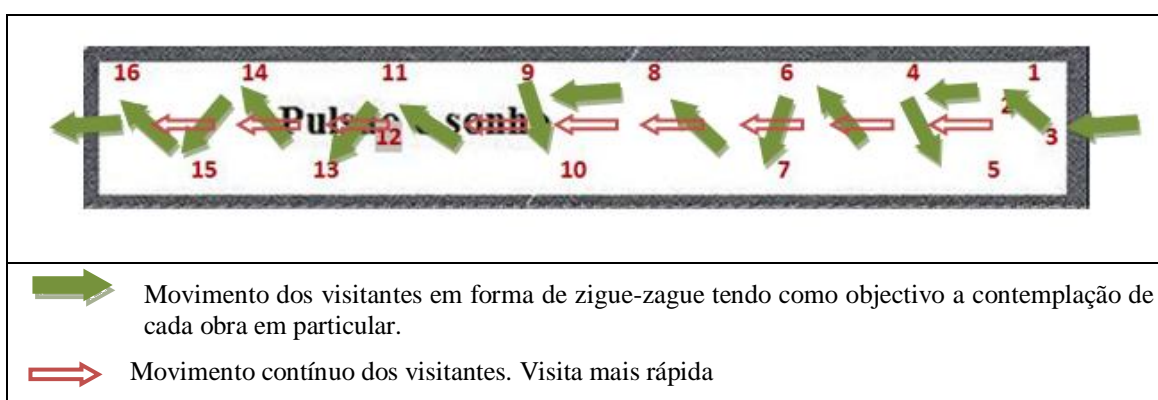 16 14 11 9 8 6 4 1
2
Pulsão e sonho
12 3
15 13 10 7 5
Movimento dos visitantes em forma de zigue-zague tendo como objectivo a contemplação de
cada obra em particular.
Movimento contínuo dos visitantes. Visita mais rápida